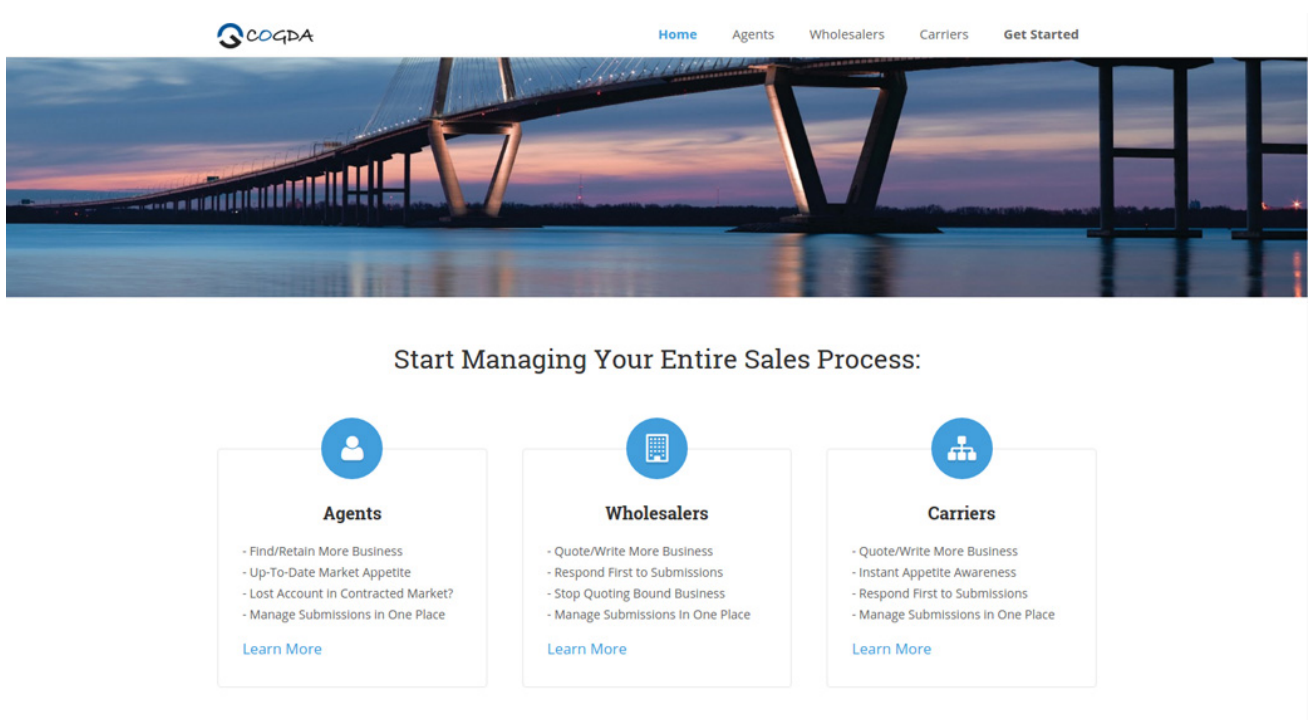 COGDA
Home Agents Wholesalers Carriers Get Started
Start Managing Your Entire Sales Process:
Agents
- Find/Retain More Business
- Up-To-Date Market Appetite
- Lost Account in Contracted Market?
- Manage Submissions in One Place
Learn More
Wholesalers
- Quote/Write More Business
- Respond First to Submissions
- Stop Quoting Bound Business
- Manage Submissions In One Place
Learn More
Carriers
- Quote/Write More Business
- Instant Appetite Awareness
- Respond First to Submissions
- Manage Submissions in One Place
Learn More